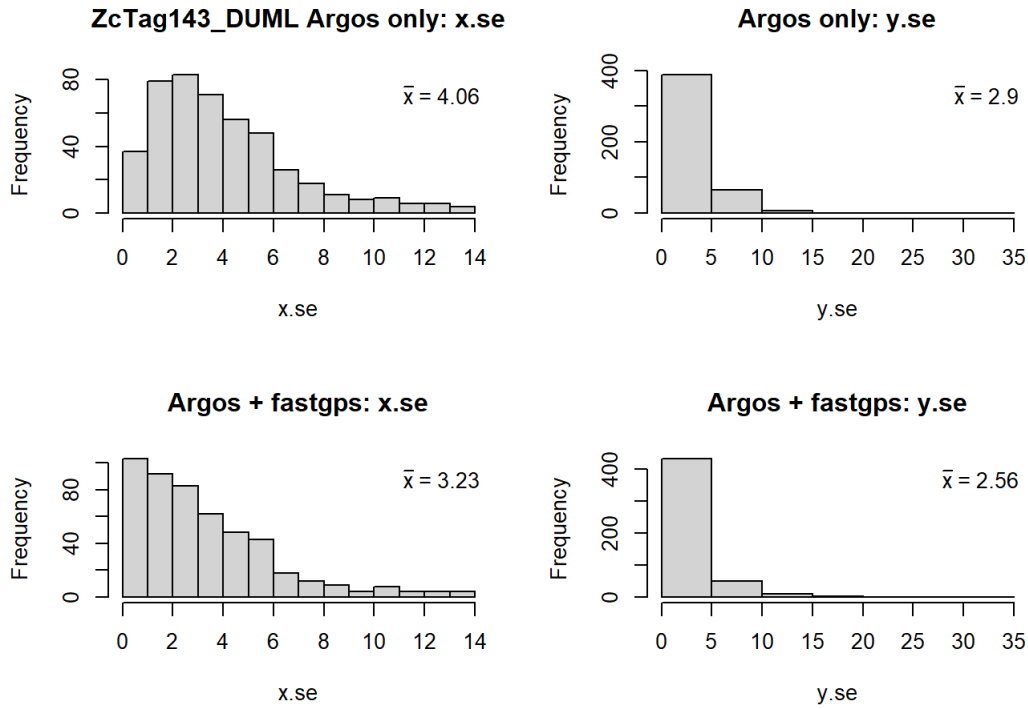 ZcTag143_DUML Argos only: x.se
x̄ = 4.06
Frequency
0 40 80
0 2 4 6 8 10 12 14
x.se
Argos only: y.se
x̄ = 2.9
Frequency
0 200 400
0 5 10 15 20 25 30 35
y.se
Argos + fastgps: x.se
x̄ = 3.23
Frequency
0 40 80
0 2 4 6 8 10 12 14
x.se
Argos + fastgps: y.se
x̄ = 2.56
Frequency
0 200 400
0 5 10 15 20 25 30 35
y.se